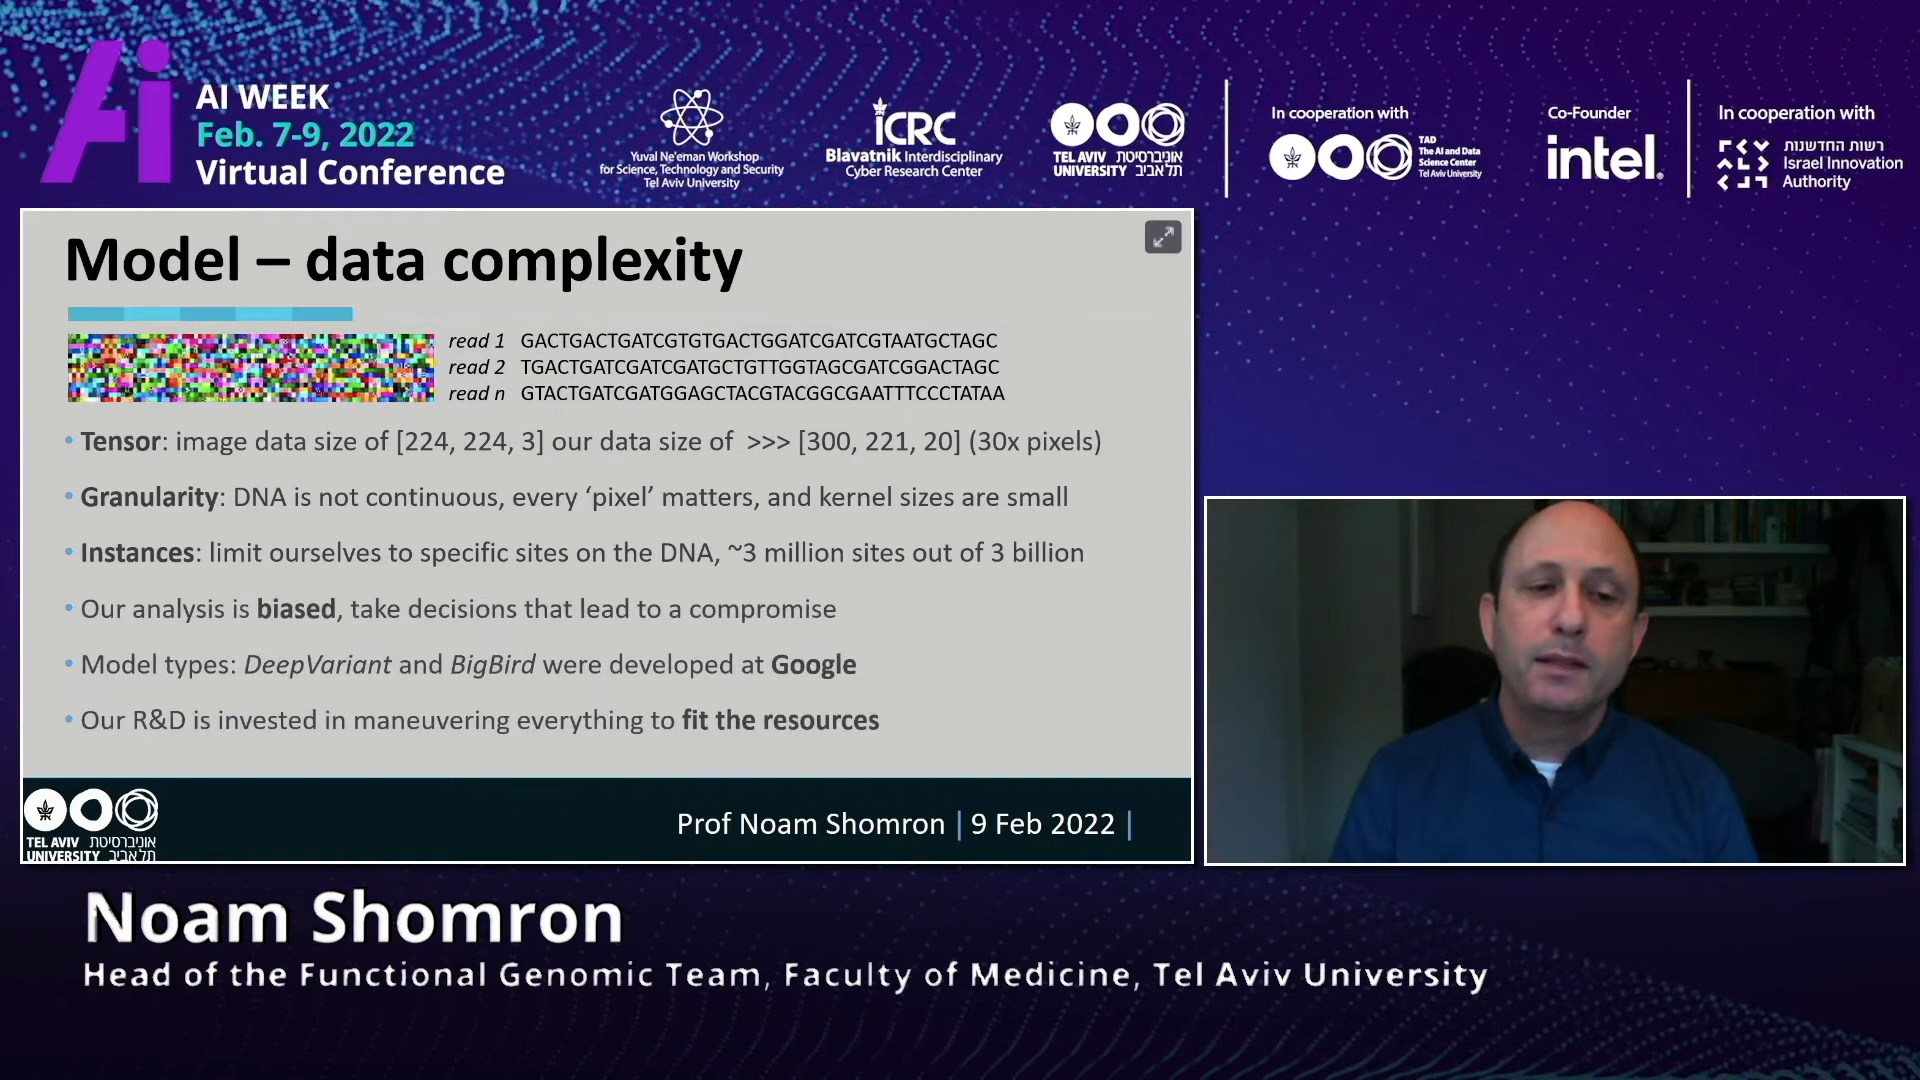 Ai
AI WEEK
Feb. 7-9, 2022
Virtual Conference
Yuval Ne'eman Workshop
for Science, Technology and Security
Tel Aviv University
ICRC
Blavatnik Interdisciplinary
Cyber Research Center
TEL AVIV אוניברסיטת
UNIVERSITY תל אביב
In cooperation with
TAD
The AI and Data
Science Center
Tel Aviv University
Co-Founder
intel.
In cooperation with
רשות החדשנות
Israel Innovation
Authority
Model – data complexity
read 1 GACTGACTGATCGTGTGACTGGATCGATCGTAATGCTAGC
read 2 TGACTGATCGATCGATGCTGTTGGTAGCGATCGGACTAGC
read n GTACTGATCGATGGAGCTACGTACGGCGAATTTCCCTATAA
• Tensor: image data size of [224, 224, 3] our data size of >>> [300, 221, 20] (30x pixels)
• Granularity: DNA is not continuous, every ‘pixel’ matters, and kernel sizes are small
• Instances: limit ourselves to specific sites on the DNA, ~3 million sites out of 3 billion
• Our analysis is biased, take decisions that lead to a compromise
• Model types: DeepVariant and BigBird were developed at Google
• Our R&D is invested in maneuvering everything to fit the resources
TEL AVIV אוניברסיטת
UNIVERSITY תל אביב
Prof Noam Shomron | 9 Feb 2022 |
Noam Shomron
Head of the Functional Genomic Team, Faculty of Medicine, Tel Aviv University